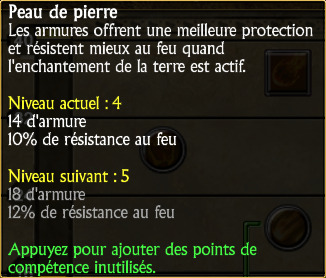 Peau de pierre
Les armures offrent une meilleure protection
et résistent mieux au feu quand
l'enchantement de la terre est actif.
Niveau actuel : 4
14 d'armure
10% de résistance au feu
Niveau suivant : 5
18 d'armure
12% de résistance au feu
Appuyez pour ajouter des points de
compétence inutilisés.